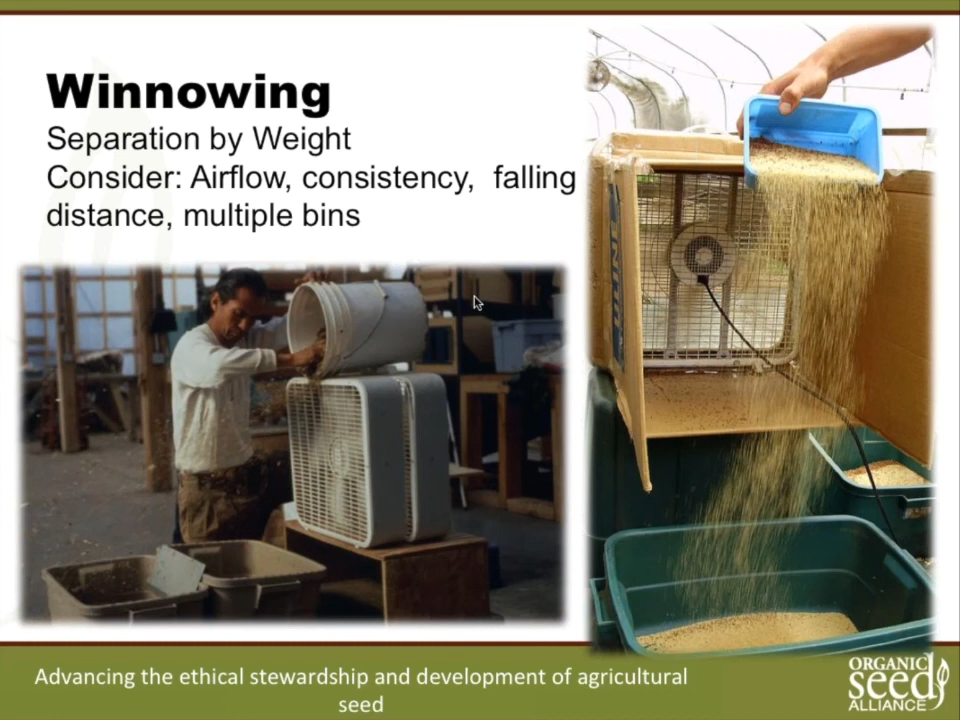 Winnowing
Separation by Weight
Consider: Airflow, consistency,  falling
distance, multiple bins
ULINE
Advancing the ethical stewardship and development of agricultural
seed
ORGANIC
seed
ALLIANCE